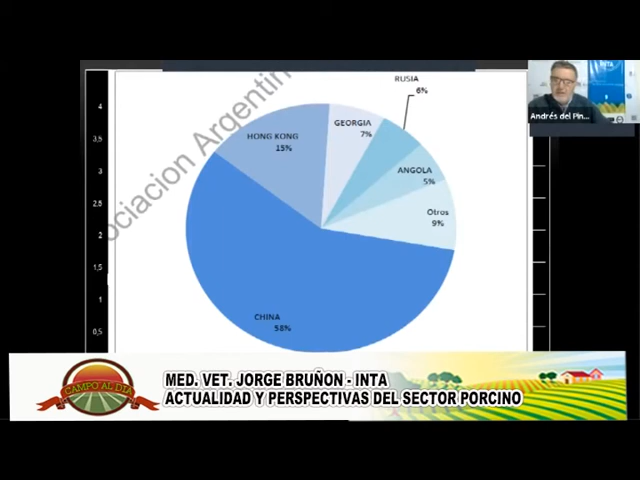 RUSIA
6%
GEORGIA
7%
HONG KONG
15%
ANGOLA
5%
Otros
9%
CHINA
58%
ociacion Argentin
4
3,5
3
2,5
2
1,5
1
0,5
INTA
Andrés del Pin...
CAMPO AL DIA
MED. VET. JORGE BRUÑON - INTA
ACTUALIDAD Y PERSPECTIVAS DEL SECTOR PORCINO